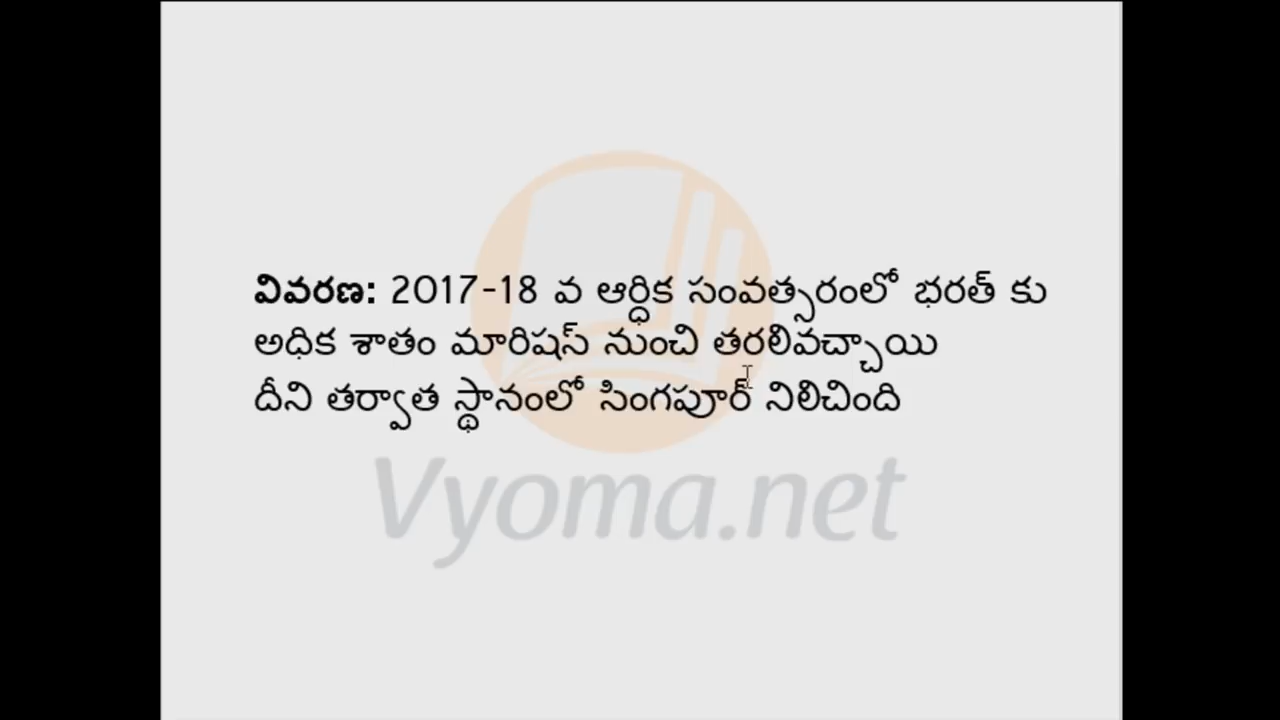 వివరణ: 2017-18 వ ఆర్ధిక సంవత్సరంలో భరత్ కు
అధిక శాతం మారిషస్ నుంచి తరలివచ్చాయి
దీని తర్వాత స్థానంలో సింగపూర్ నిలిచింది
Vyoma.net